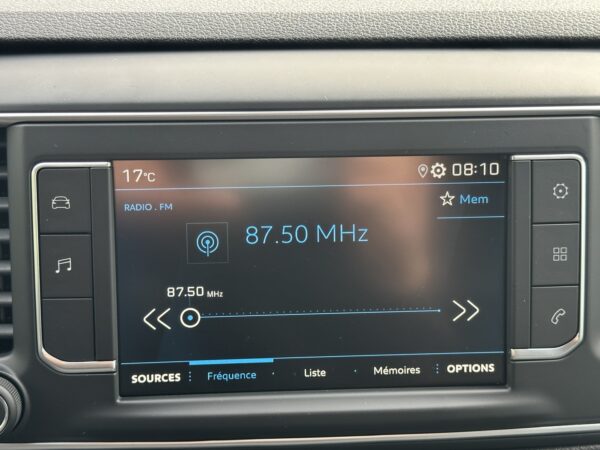 17°C 08:10
RADIO . FM Mem
87.50 MHz
87.50 MHz
SOURCES Fréquence Liste Mémoires OPTIONS